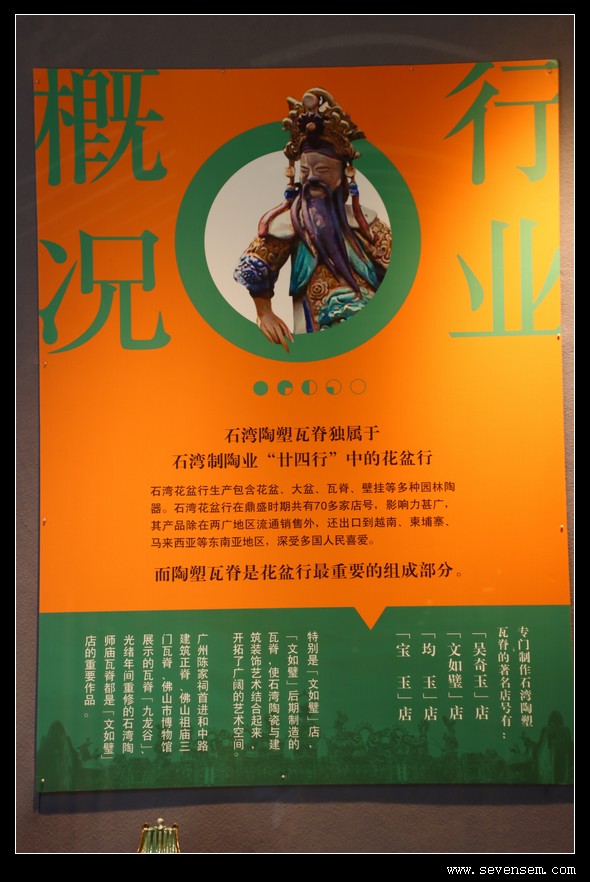 行业
概况
石湾陶塑瓦脊独属于
石湾制陶业“廿四行”中的花盆行
石湾花盆行生产包含花盆、大盆、瓦脊、壁挂等多种园林陶
器。石湾花盆行在鼎盛时期共有70多家店号，影响力甚广，
其产品除在两广地区流通销售外，还出口到越南、柬埔寨、
马来西亚等东南亚地区，深受多国人民喜爱。
而陶塑瓦脊是花盆行最重要的组成部分。
专门制作石湾陶塑
瓦脊的著名店号有：
「吴奇玉」店
「文如璧」店
「均　玉」店
「宝　玉」店
特别是「文如璧」店，
「文如璧」后期制造的
瓦脊，使石湾陶瓷与建
筑装饰艺术结合起来，
开拓了广阔的艺术空间。
广州陈家祠首进和中路
建筑正脊、佛山祖庙三
门瓦脊、佛山市博物馆
展示的瓦脊「九龙谷」、
光绪年间重修的石湾陶
师庙瓦脊都是「文如璧」
店的重要作品。
www.sevensem.com